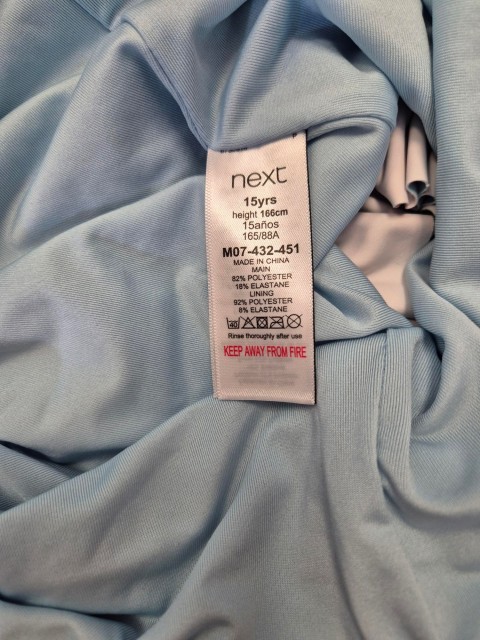 next
15yrs
height 166cm
15años
165/88A
M07-432-451
MADE IN CHINA
MAIN
82% POLYESTER
18% ELASTANE
LINING
92% POLYESTER
8% ELASTANE
40
Rinse thoroughly after use
KEEP AWAY FROM FIRE